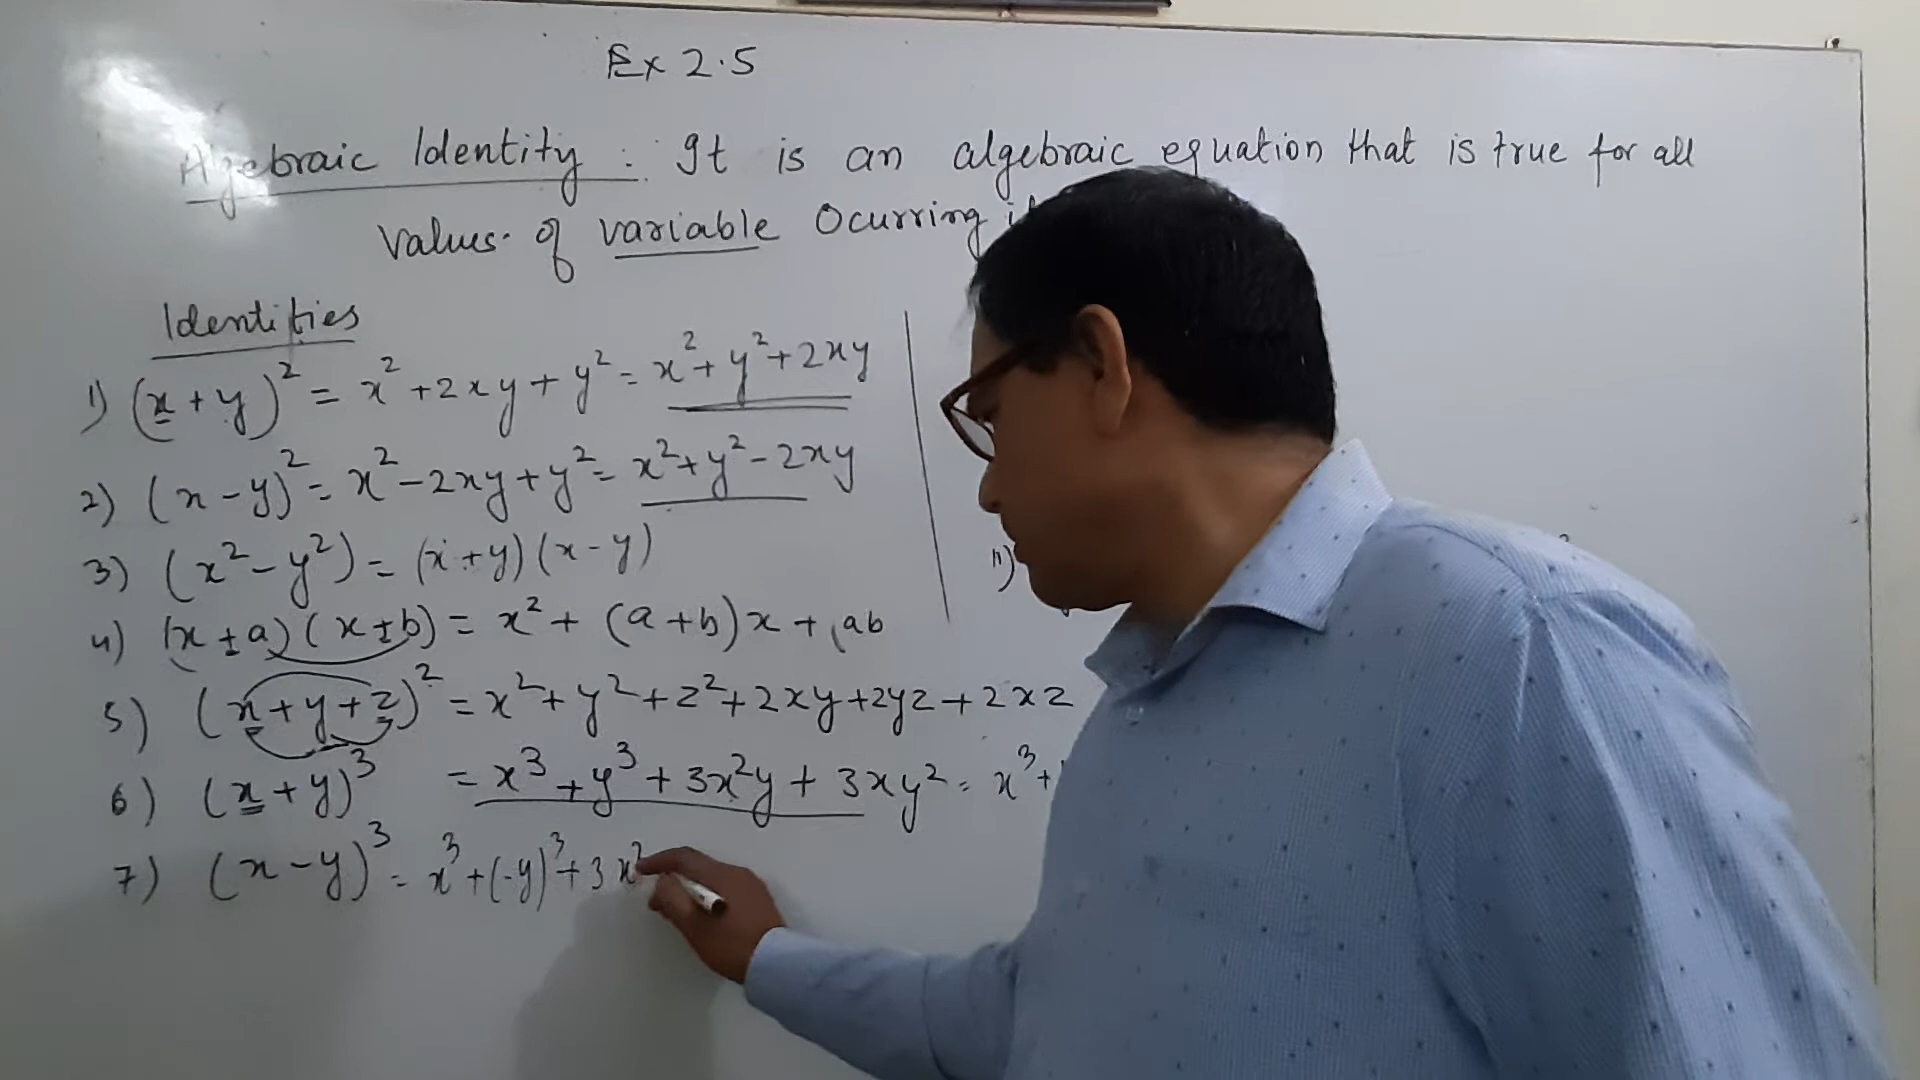 Ex 2.5
Algebraic Identity : It is an algebraic equation that is true for all
values of variable Ocurring
Identities
1) (x + y)² = x² + 2xy + y² = x² + y² + 2xy
2) (x - y)² = x² - 2xy + y² = x² + y² - 2xy
3) (x² - y²) = (x + y) (x - y)
4) (x ± a) (x ± b) = x² + (a + b) x + ab
5) (x + y + z)² = x² + y² + z² + 2xy + 2yz + 2xz
6) (x + y)³ = x³ + y³ + 3x²y + 3xy² = x³ +
7) (x - y)³ = x³ + (-y)³ + 3x²